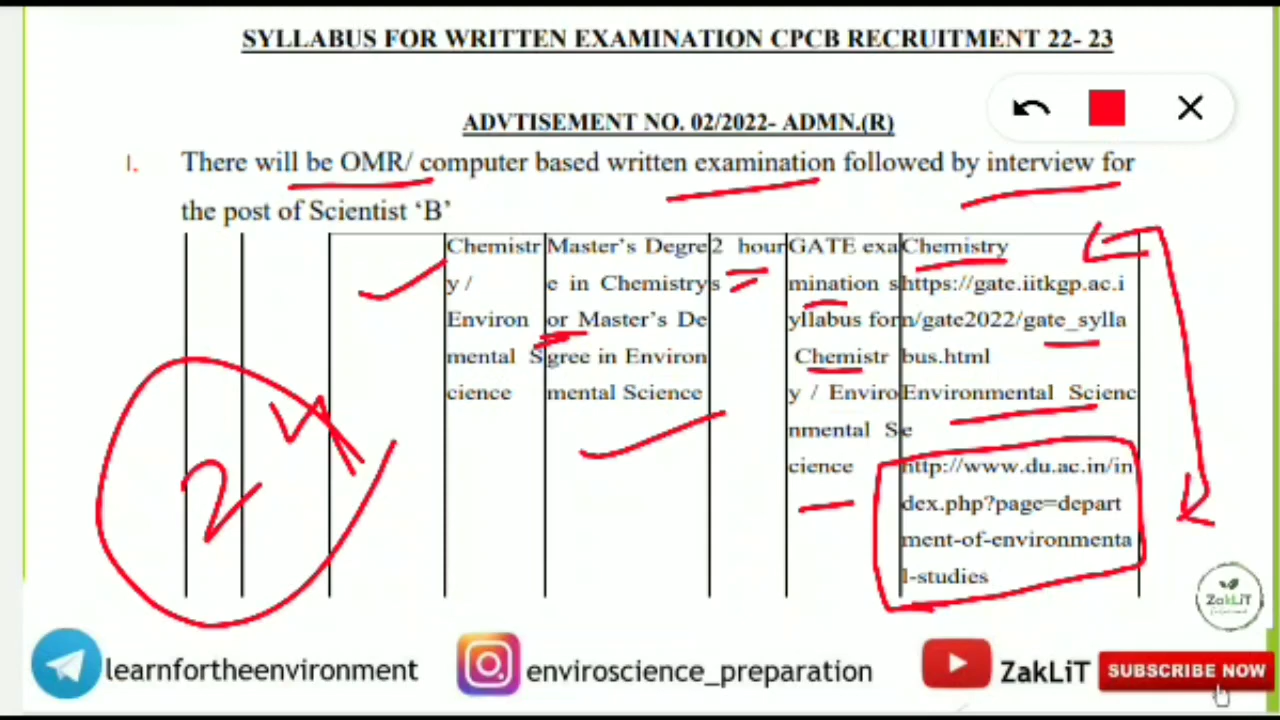 SYLLABUS FOR WRITTEN EXAMINATION CPCB RECRUITMENT 22- 23
ADVTISEMENT NO. 02/2022- ADMN.(R)
1. There will be OMR/ computer based written examination followed by interview for
the post of Scientist ‘B’
Chemistr
y /
Environ
mental S
cience
Master’s Degre
e in Chemistry
or Master’s De
gree in Environ
mental Science
2 hour
s
GATE exa
mination s
yllabus for
Chemistr
y / Enviro
nmental S
cience
Chemistry
https://gate.iitkgp.ac.i
n/gate2022/gate_sylla
bus.html
Environmental Scienc
e
http://www.du.ac.in/in
dex.php?page=depart
ment-of-environmenta
l-studies
2
ZakLiT
learnfortheenvironment
enviroscience_preparation
ZakLiT
SUBSCRIBE NOW